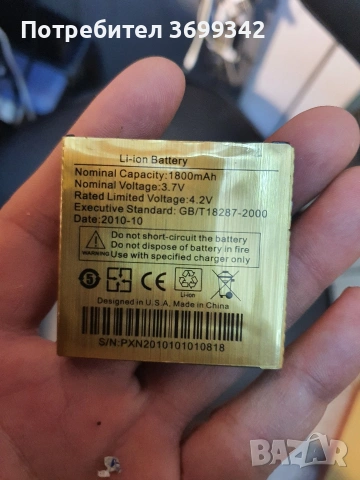 Потребител 3699342
Li-ion Battery
Nominal Capacity:1800mAh
Nominal Voltage:3.7V
Rated Limited Voltage:4.2V
Executive Standard: GB/T18287-2000
Date:2010-10
Do not short-circuit the battery
Do not dispose of battery in fire
Use specified charger only
WARNING
5
CE
Li-ion
Designed in U.S.A. Made in China
S/N:PXN2010101010818
BAZAR